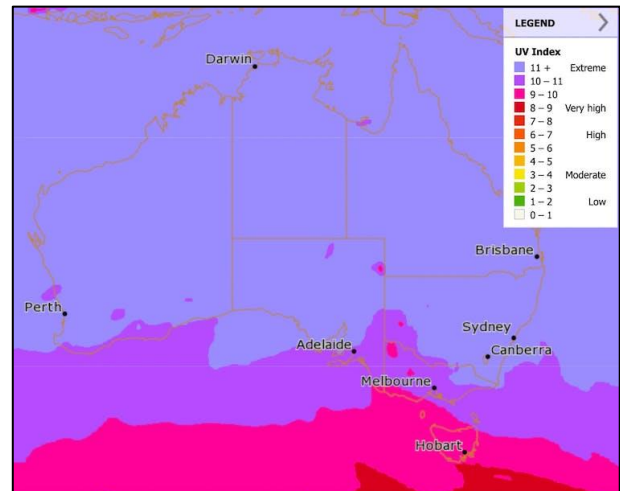 LEGEND
UV Index
11 + Extreme
10 – 11
9 – 10
8 – 9 Very high
7 – 8
6 – 7 High
5 – 6
4 – 5
3 – 4 Moderate
2 – 3
1 – 2 Low
0 – 1
Darwin
Brisbane
Perth
Sydney
Adelaide
Canberra
Melbourne
Hobart